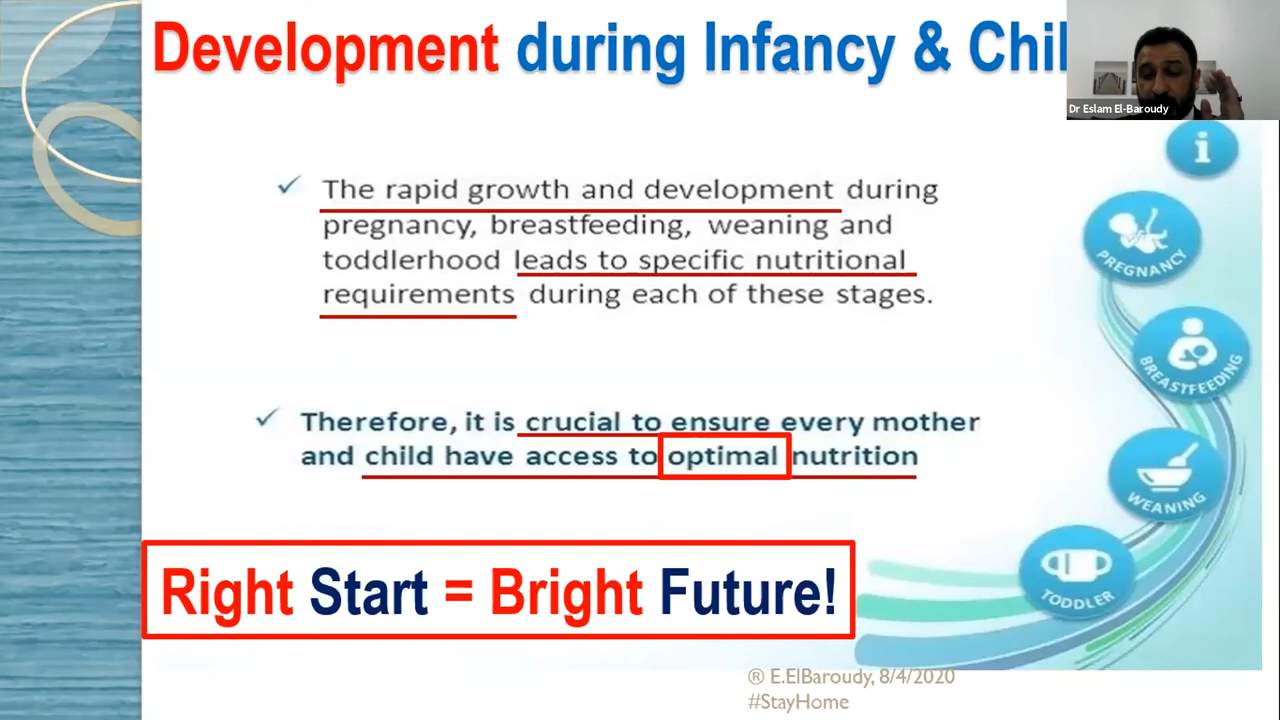 Development during Infancy & Chil
Dr Eslam El-Baroudy
i
✓ The rapid growth and development during
pregnancy, breastfeeding, weaning and
toddlerhood leads to specific nutritional
requirements during each of these stages.
PREGNANCY
BREASTFEEDING
✓ Therefore, it is crucial to ensure every mother
and child have access to optimal nutrition
WEANING
TODDLER
Right Start = Bright Future!
® E.ElBaroudy, 8/4/2020
#StayHome